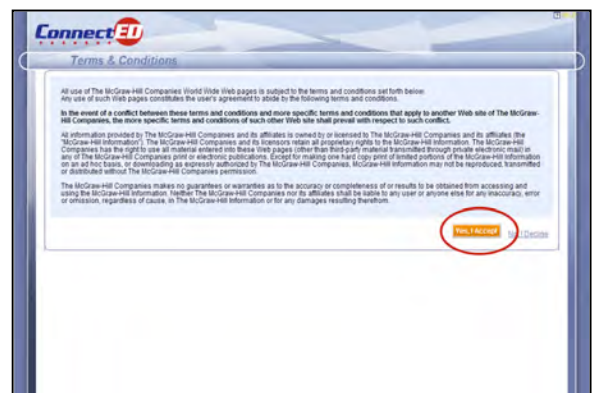 ConnectED
Terms & Conditions
All use of The McGraw-Hill Companies World Wide Web pages is subject to the terms and conditions set forth below.
Any use of such Web pages constitutes the user's agreement to abide by the following terms and conditions.
In the event of a conflict between these terms and conditions and more specific terms and conditions that apply to another Web site of The McGraw-
Hill Companies, the more specific terms and conditions of such other Web site shall prevail with respect to such conflict.
All information provided by The McGraw-Hill Companies and its affiliates is owned by or licensed to The McGraw-Hill Companies and its affiliates (the
"McGraw-Hill Information"). The McGraw-Hill Companies and its licensors retain all proprietary rights to the McGraw-Hill Information. The McGraw-Hill
Companies has the right to use all material entered into these Web pages (other than third-party material transmitted through private electronic mail) in
any of The McGraw-Hill Companies print or electronic publications. Except for making one hard copy print of limited portions of the McGraw-Hill Information
on an ad hoc basis, or downloading as expressly authorized by The McGraw-Hill Companies, McGraw-Hill Information may not be reproduced, transmitted
or distributed without The McGraw-Hill Companies permission.
The McGraw-Hill Companies makes no guarantees or warranties as to the accuracy or completeness of or results to be obtained from accessing and
using the McGraw-Hill Information. Neither The McGraw-Hill Companies nor its affiliates shall be liable to any user or anyone else for any inaccuracy, error
or omission, regardless of cause, in The McGraw-Hill Information or for any damages resulting therefrom.
Yes, I Accept No, I Decline